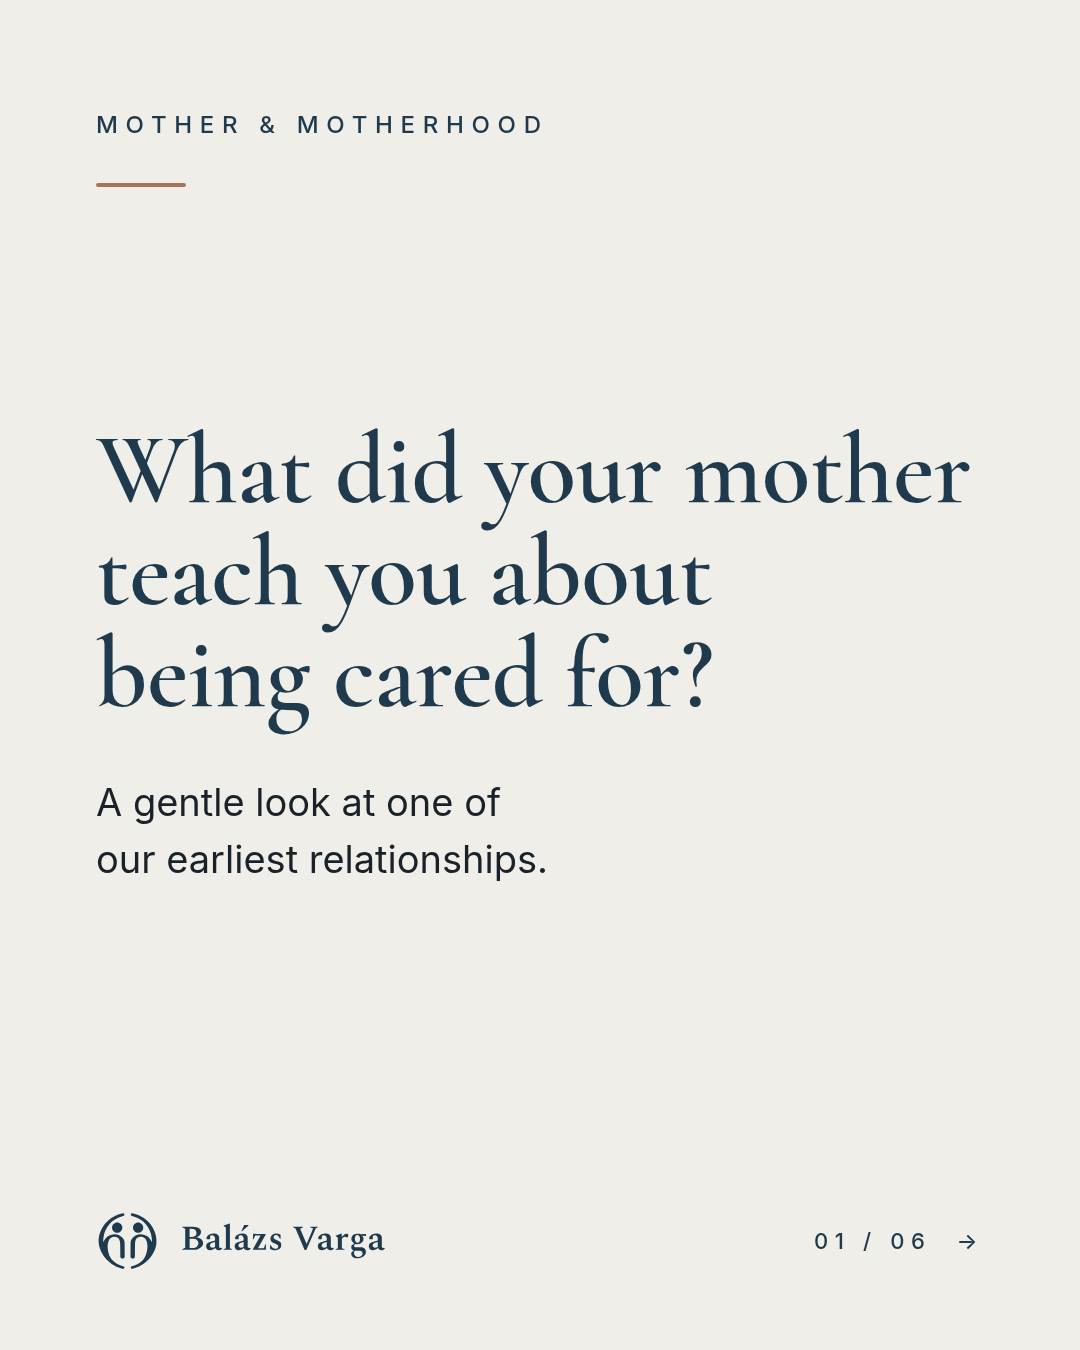 MOTHER & MOTHERHOOD
What did your mother
teach you about
being cared for?
A gentle look at one of
our earliest relationships.
Balázs Varga
01 / 06 →